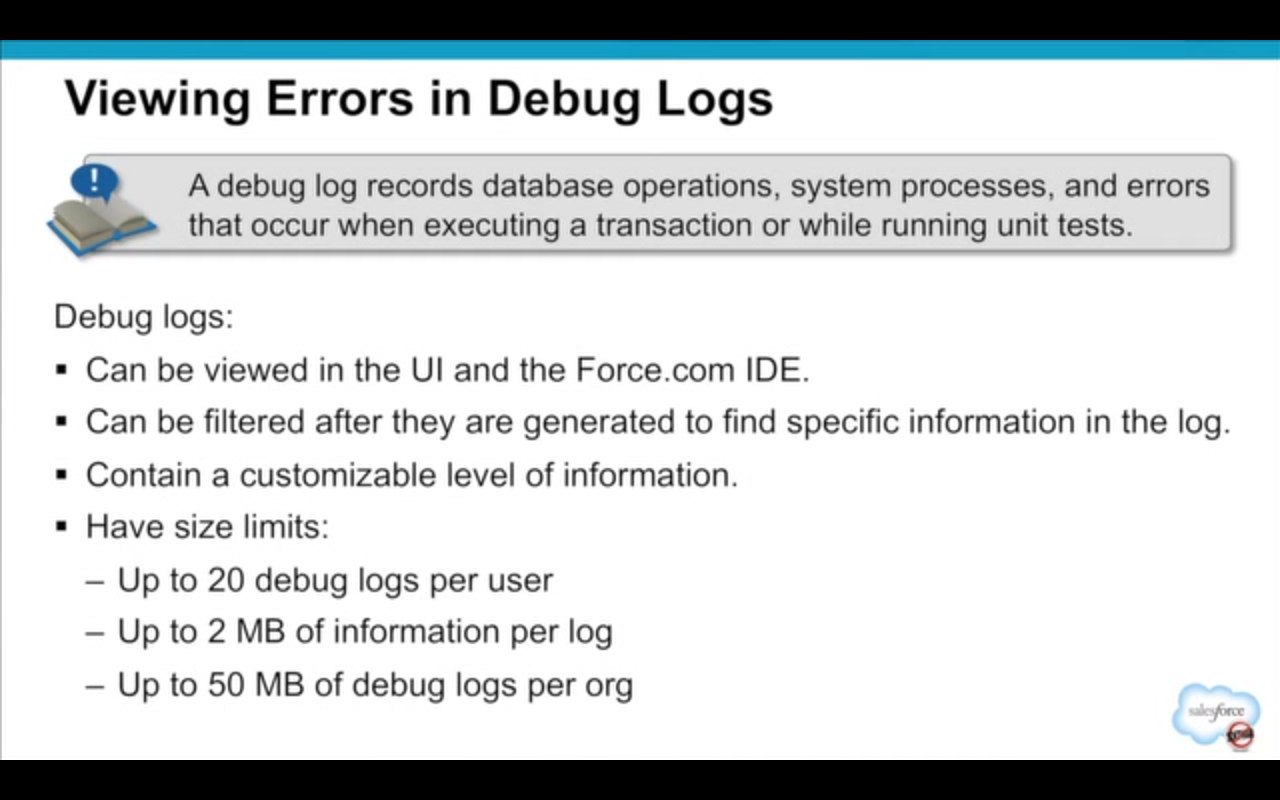 Viewing Errors in Debug Logs
!
A debug log records database operations, system processes, and errors
that occur when executing a transaction or while running unit tests.
Debug logs:
▪ Can be viewed in the UI and the Force.com IDE.
▪ Can be filtered after they are generated to find specific information in the log.
▪ Contain a customizable level of information.
▪ Have size limits:
– Up to 20 debug logs per user
– Up to 2 MB of information per log
– Up to 50 MB of debug logs per org
salesforce